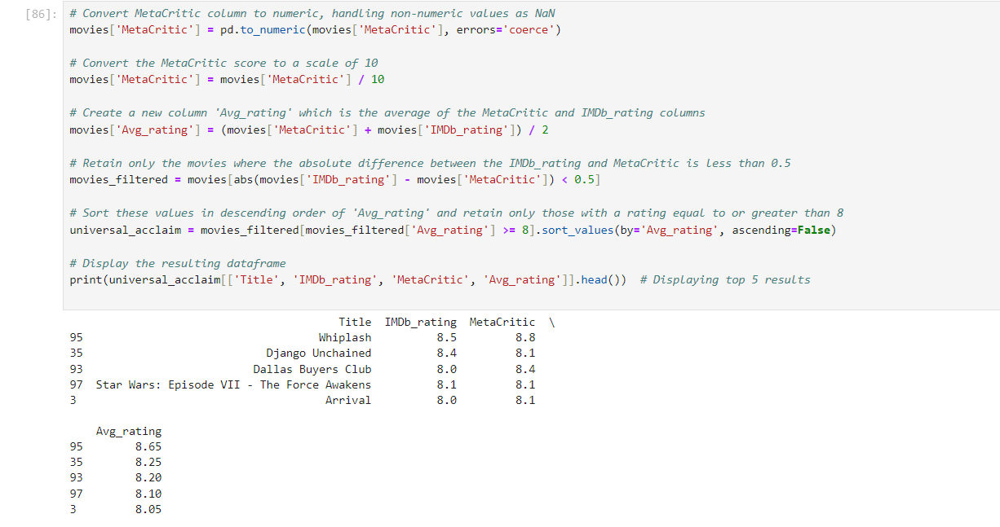 [86]: # Convert MetaCritic column to numeric, handling non-numeric values as NaN
movies['MetaCritic'] = pd.to_numeric(movies['MetaCritic'], errors='coerce')
# Convert the MetaCritic score to a scale of 10
movies['MetaCritic'] = movies['MetaCritic'] / 10
# Create a new column 'Avg_rating' which is the average of the MetaCritic and IMDb_rating columns
movies['Avg_rating'] = (movies['MetaCritic'] + movies['IMDb_rating']) / 2
# Retain only the movies where the absolute difference between the IMDb_rating and MetaCritic is less than 0.5
movies_filtered = movies[abs(movies['IMDb_rating'] - movies['MetaCritic']) < 0.5]
# Sort these values in descending order of 'Avg_rating' and retain only those with a rating equal to or greater than 8
universal_acclaim = movies_filtered[movies_filtered['Avg_rating'] >= 8].sort_values(by='Avg_rating', ascending=False)
# Display the resulting dataframe
print(universal_acclaim[['Title', 'IMDb_rating', 'MetaCritic', 'Avg_rating']].head())  # Displaying top 5 results
Title  IMDb_rating  MetaCritic  \
95 Whiplash 8.5 8.8
35 Django Unchained 8.4 8.1
93 Dallas Buyers Club 8.0 8.4
97 Star Wars: Episode VII - The Force Awakens 8.1 8.1
3 Arrival 8.0 8.1
Avg_rating
95 8.65
35 8.25
93 8.20
97 8.10
3 8.05